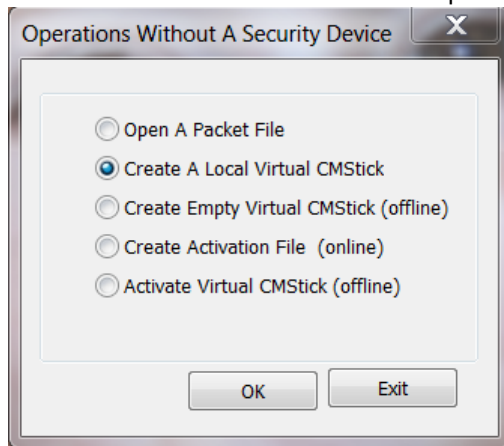 Operations Without A Security Device
X
Open A Packet File
Create A Local Virtual CMStick
Create Empty Virtual CMStick (offline)
Create Activation File (online)
Activate Virtual CMStick (offline)
OK
Exit